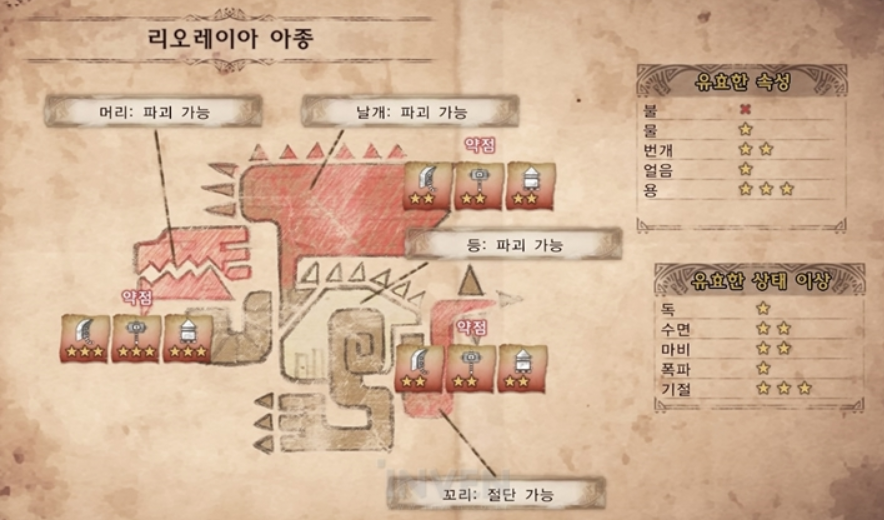 리오레이아 아종
머리: 파괴 가능
날개: 파괴 가능
약점
등: 파괴 가능
약점
약점
꼬리: 절단 가능
INVEN
유효한 속성
불
물
번개
얼음
용
유효한 상태 이상
독
수면
마비
폭파
기절